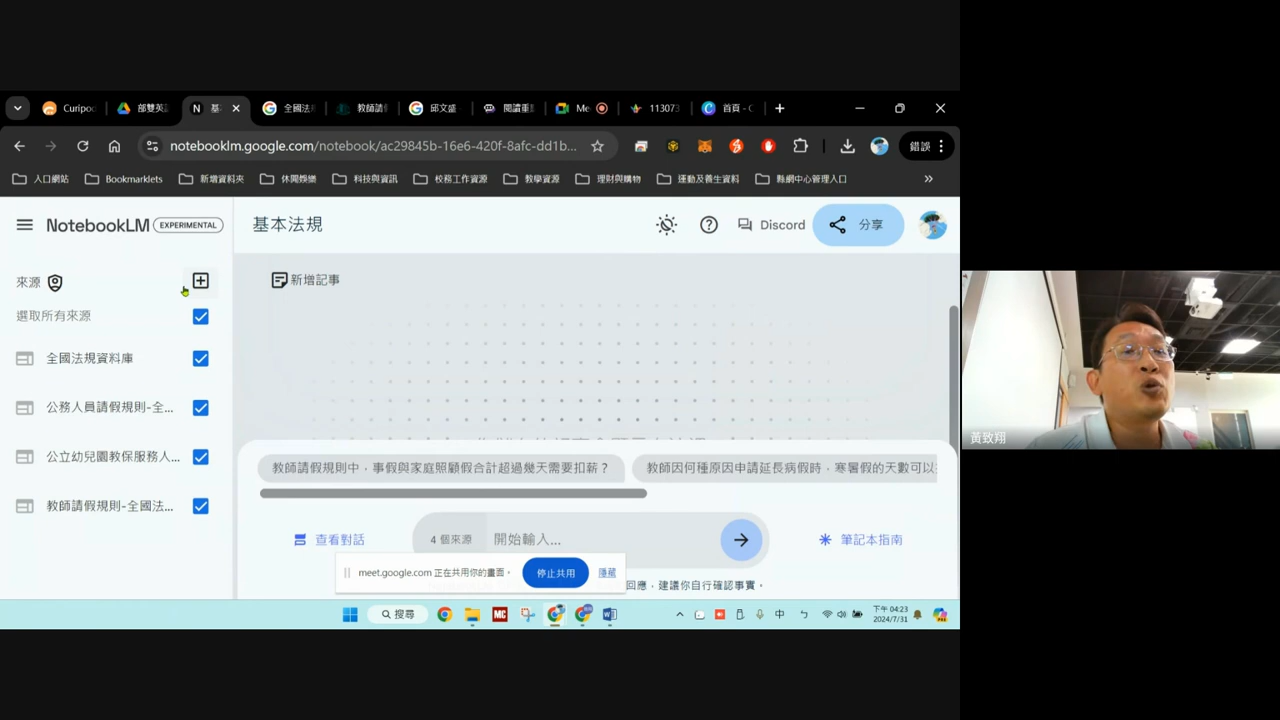 Curipo
部雙英
基
全國法
教師請
邱文盛
閱讀重
Me
113073
首頁 - C
notebooklm.google.com/notebook/ac29845b-16e6-420f-8afc-dd1b...
錯誤
人口網站
Bookmarklets
新增資料夾
休閒娛樂
科技與資訊
校務工作資源
教學資源
理財與購物
運動及養生資料
縣網中心管理入口
NotebookLM EXPERIMENTAL
基本法規
Discord
分享
來源
選取所有來源
全國法規資料庫
公務人員請假規則-全...
公立幼兒園教保服務人...
教師請假規則-全國法...
新增記事
教師請假規則中，事假與家庭照顧假合計超過幾天需要扣薪？
教師因何種原因申請延長病假時，寒暑假的天數可以
查看對話
4 個來源
開始輸入...
筆記本指南
meet.google.com 正在共用你的畫面。
停止共用
隱藏
回應，建議你自行確認事實。
搜尋
中
下午 04:23
2024/7/31
黃致翔